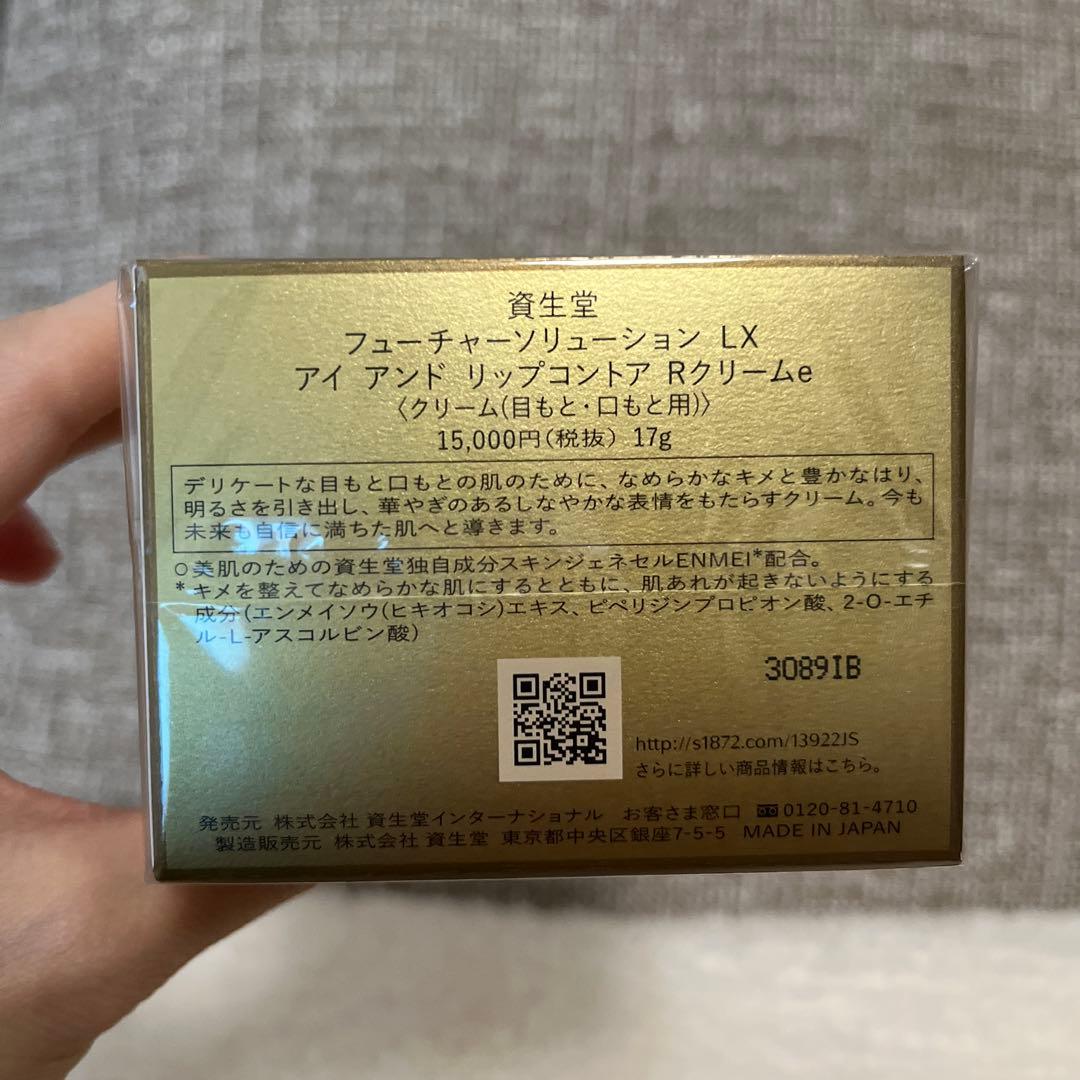 資生堂
フューチャーソリューション LX
アイ アンド リップコントア Rクリームe
〈クリーム(目もと・口もと用)〉
15,000円(税抜) 17g
デリケートな目もと口もとの肌のために、なめらかなキメと豊かなはり、
明るさを引き出し、華やぎのあるしなやかな表情をもたらすクリーム。今も
未来も自信に満ちた肌へと導きます。
○美肌のための資生堂独自成分スキンジェネセルENMEI*配合。
*キメを整えてなめらかな肌にするとともに、肌あれが起きないようにする
成分(エンメイソウ(ヒキオコシ)エキス、ピペリジンプロピオン酸、2-O-エチ
ル-L-アスコルビン酸)
3089IB
http://s1872.com/13922JS
さらに詳しい商品情報はこちら。
発売元 株式会社 資生堂インターナショナル お客さま窓口 0120-81-4710
製造販売元 株式会社 資生堂 東京都中央区銀座7-5-5 MADE IN JAPAN